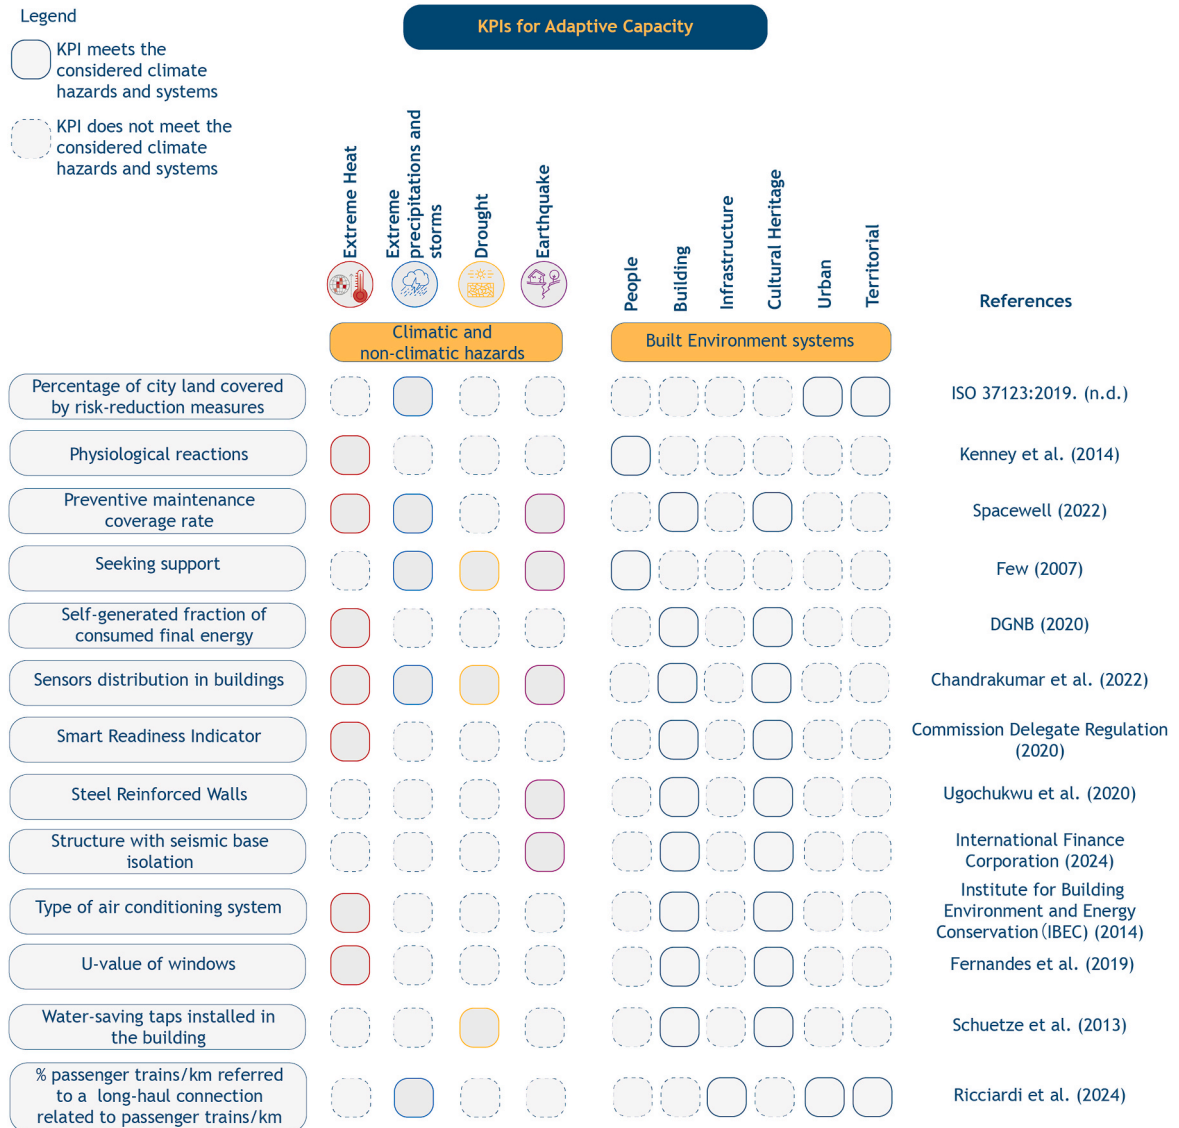 Legend
KPI meets the
considered climate
hazards and systems
KPI does not meet the
considered climate
hazards and systems
KPIs for Adaptive Capacity
Extreme Heat
Extreme
precipitations and
storms
Drought
Earthquake
People
Building
Infrastructure
Cultural Heritage
Urban
Territorial
References
Climatic and
non-climatic hazards
Built Environment systems
Percentage of city land covered
by risk-reduction measures
ISO 37123:2019. (n.d.)
Physiological reactions
Kenney et al. (2014)
Preventive maintenance
coverage rate
Spacewell (2022)
Seeking support
Few (2007)
Self-generated fraction of
consumed final energy
DGNB (2020)
Sensors distribution in buildings
Chandrakumar et al. (2022)
Smart Readiness Indicator
Commission Delegate Regulation
(2020)
Steel Reinforced Walls
Ugochukwu et al. (2020)
Structure with seismic base
isolation
International Finance
Corporation (2024)
Type of air conditioning system
Institute for Building
Environment and Energy
Conservation（IBEC) (2014)
U-value of windows
Fernandes et al. (2019)
Water-saving taps installed in
the building
Schuetze et al. (2013)
% passenger trains/km referred
to a long-haul connection
related to passenger trains/km
Ricciardi et al. (2024)